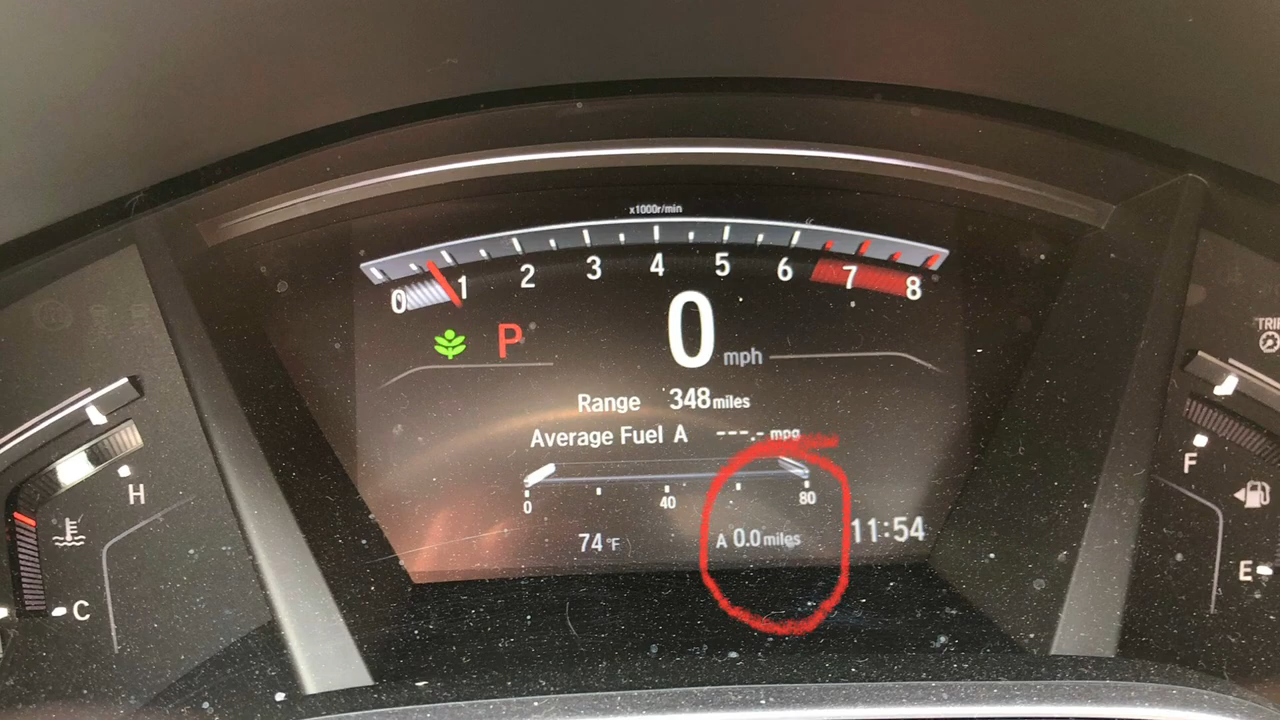 x1000r/min
0 1 2 3 4 5 6 7 8
P 0 mph
Range 348 miles
Average Fuel A ---.- mpg
0 40 80
74°F A 0.0 miles 11:54
H
C
TRIP
F
E